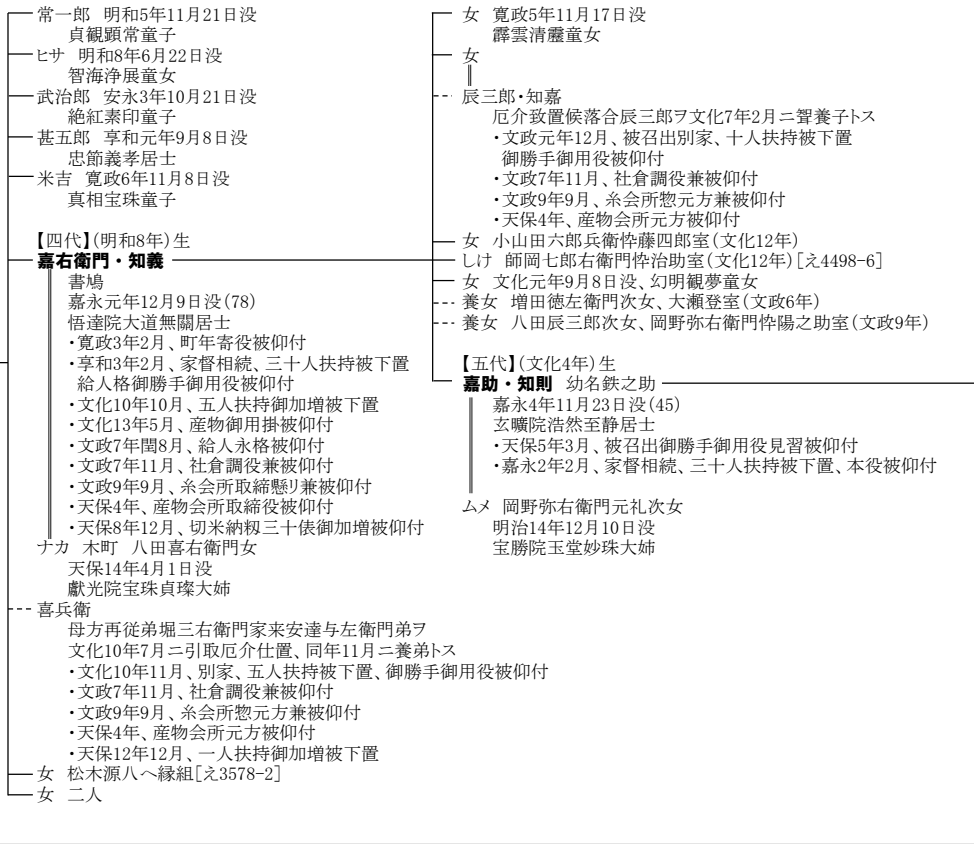 常一郎 明和5年11月21日没
貞観顕常童子
ヒサ 明和8年6月22日没
智海浄展童女
武治郎 安永3年10月21日没
絶紅素印童子
甚五郎 享和元年9月8日没
忠節義孝居士
米吉 寛政6年11月8日没
真相宝珠童子
【四代】(明和8年)生
嘉右衛門・知義
書鳩
嘉永元年12月9日没(78)
悟達院大道無關居士
・寛政3年2月、町年寄役被仰付
・享和3年2月、家督相続、三十人扶持被下置
給人格御勝手御用役被仰付
・文化10年10月、五人扶持御加増被下置
・文化13年5月、産物御用掛被仰付
・文政7年閏8月、給人永格被仰付
・文政7年11月、社倉調役兼被仰付
・文政9年9月、糸会所取締懸リ兼被仰付
・天保4年、産物会所取締役被仰付
・天保8年12月、切米納籾三十俵御加増被仰付
ナカ 木町 八田喜右衛門女
天保14年4月1日没
獻光院宝珠貞璨大姉
喜兵衛
母方再従弟堀三右衛門家来安達与左衛門弟ヲ
文化10年7月ニ引取厄介仕置、同年11月ニ養弟トス
・文化10年11月、別家、五人扶持被下置、御勝手御用役被仰付
・文政7年11月、社倉調役兼被仰付
・文政9年9月、糸会所惣元方兼被仰付
・天保4年、産物会所元方被仰付
・天保12年12月、一人扶持御加増被下置
女 松木源八へ縁組[え3578-2]
女 二人
女 寛政5年11月17日没
霹雲清靈童女
女
辰三郎・知嘉
厄介致置候落合辰三郎ヲ文化7年2月ニ聟養子トス
・文政元年12月、被召出別家、十人扶持被下置
御勝手御用役被仰付
・文政7年11月、社倉調役兼被仰付
・文政9年9月、糸会所惣元方兼被仰付
・天保4年、産物会所元方被仰付
女 小山田六郎兵衛忰藤四郎室(文化12年)
しけ 師岡七郎右衛門忰治助室(文化12年)[え4498-6]
女 文化元年9月8日没、幻明観夢童女
養女 増田徳左衛門次女、大瀬登室(文政6年)
養女 八田辰三郎次女、岡野弥右衛門忰陽之助室(文政9年)
【五代】(文化4年)生
嘉助・知則 幼名鉄之助
嘉永4年11月23日没(45)
玄曠院浩然至静居士
・天保5年3月、被召出御勝手御用役見習被仰付
・嘉永2年2月、家督相続、三十人扶持被下置、本役被仰付
ムメ 岡野弥右衛門元礼次女
明治14年12月10日没
宝勝院玉堂妙珠大姉